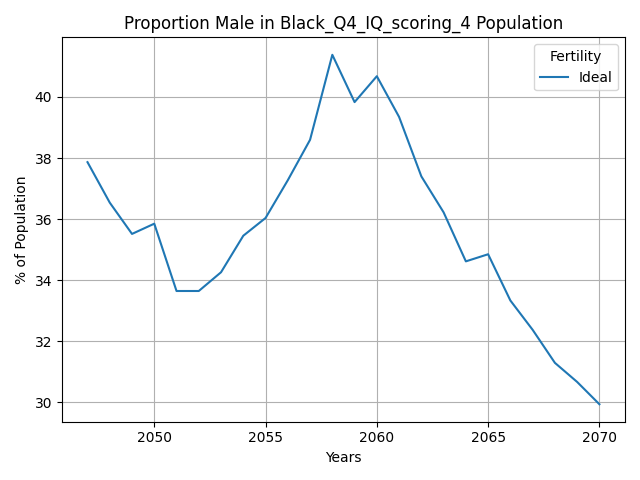 Proportion Male in Black_Q4_IQ_scoring_4 Population
Fertility
Ideal
% of Population
40
38
36
34
32
30
2050 2055 2060 2065 2070
Years